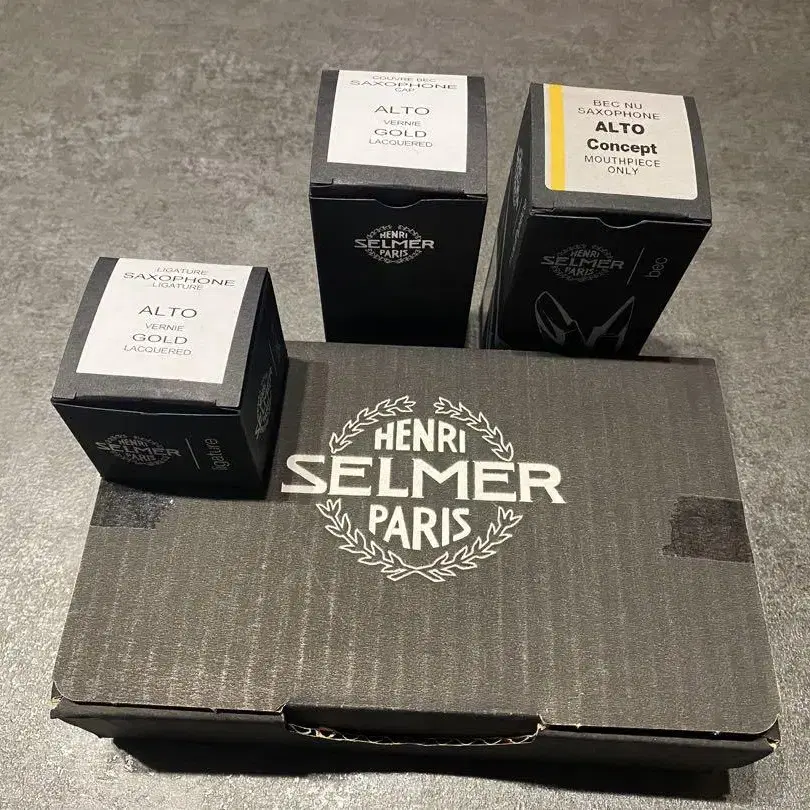 COUVRE BEC
SAXOPHONE
CAP
ALTO
VERNIE
GOLD
LACQUERED
HENRI
SELMER
PARIS
BEC NU
SAXOPHONE
ALTO
Concept
MOUTHPIECE
ONLY
HENRI
SELMER
PARIS
bec
LIGATURE
SAXOPHONE
LIGATURE
ALTO
VERNIE
GOLD
LACQUERED
HENRI
SELMER
PARIS
ligature
HENRI
SELMER
PARIS